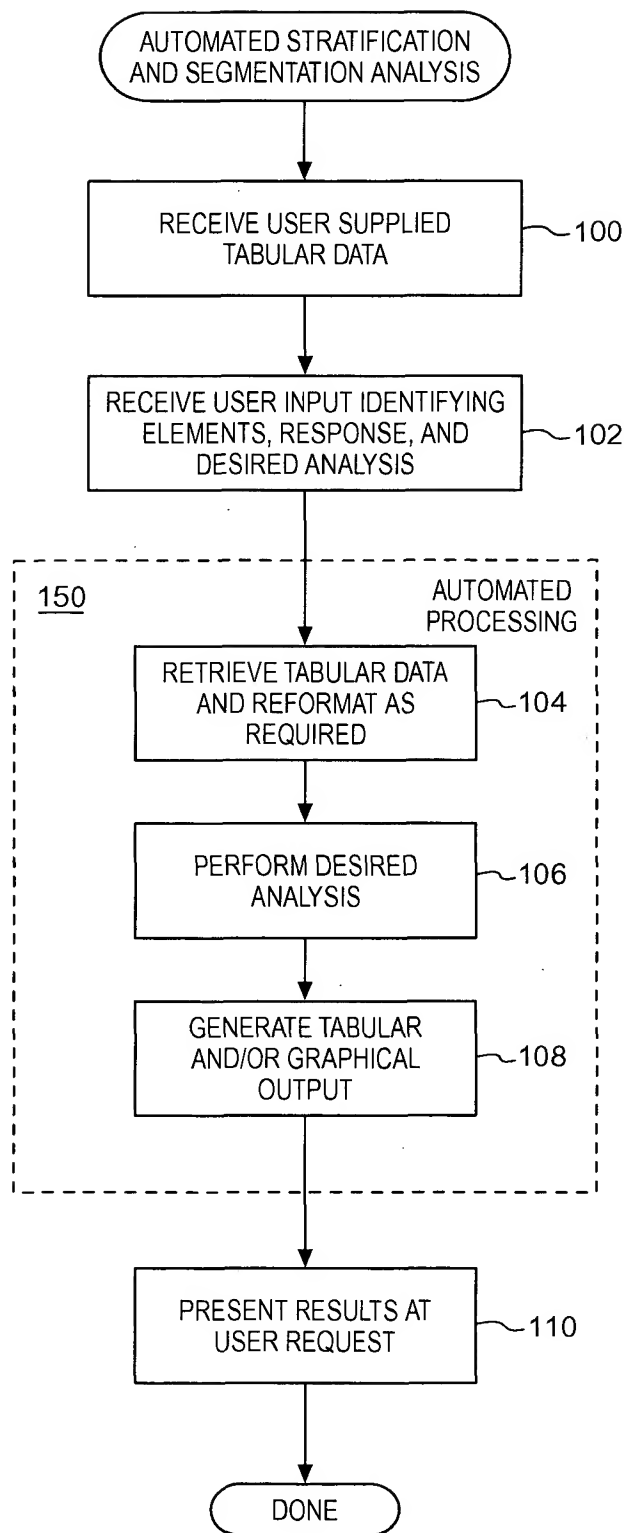 AUTOMATED STRATIFICATION
AND SEGMENTATION ANALYSIS
RECEIVE USER SUPPLIED
TABULAR DATA
100
RECEIVE USER INPUT IDENTIFYING
ELEMENTS, RESPONSE, AND
DESIRED ANALYSIS
102
150
AUTOMATED
PROCESSING
RETRIEVE TABULAR DATA
AND REFORMAT AS
REQUIRED
104
PERFORM DESIRED
ANALYSIS
106
GENERATE TABULAR
AND/OR GRAPHICAL
OUTPUT
108
PRESENT RESULTS AT
USER REQUEST
110
DONE